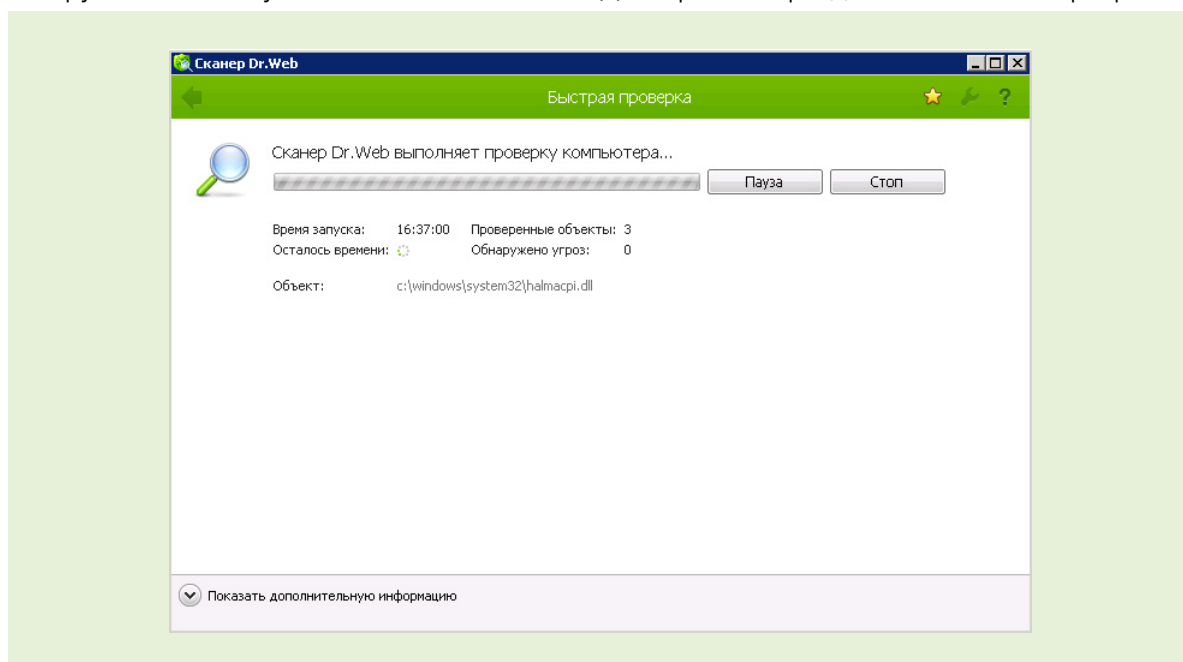 Сканер Dr.Web
Быстрая проверка
?
Сканер Dr.Web выполняет проверку компьютера...
Пауза Стоп
Время запуска: 16:37:00 Проверенные объекты: 3
Осталось времени: Обнаружено угроз: 0
Объект: c:\windows\system32\halmacpi.dll
Показать дополнительную информацию